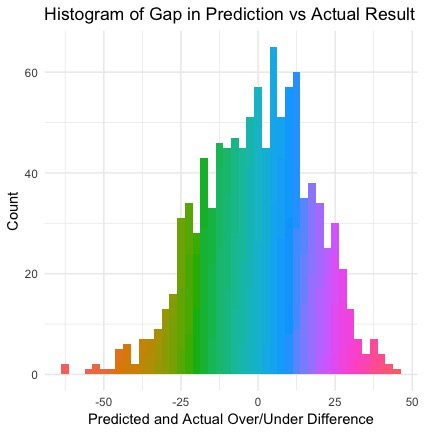 Histogram of Gap in Prediction vs Actual Result
60
40
20
0
Count
-50 -25 0 25 50
Predicted and Actual Over/Under Difference